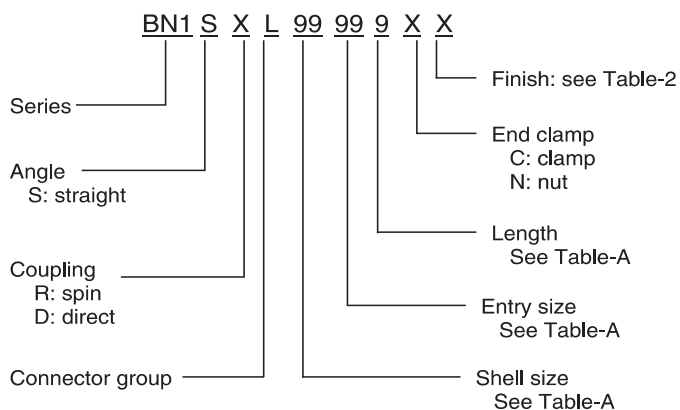 BN1 S X L 99 99 9 X X
Series
Angle
S: straight
Coupling
R: spin
D: direct
Connector group
Finish: see Table-2
End clamp
C: clamp
N: nut
Length
See Table-A
Entry size
See Table-A
Shell size
See Table-A